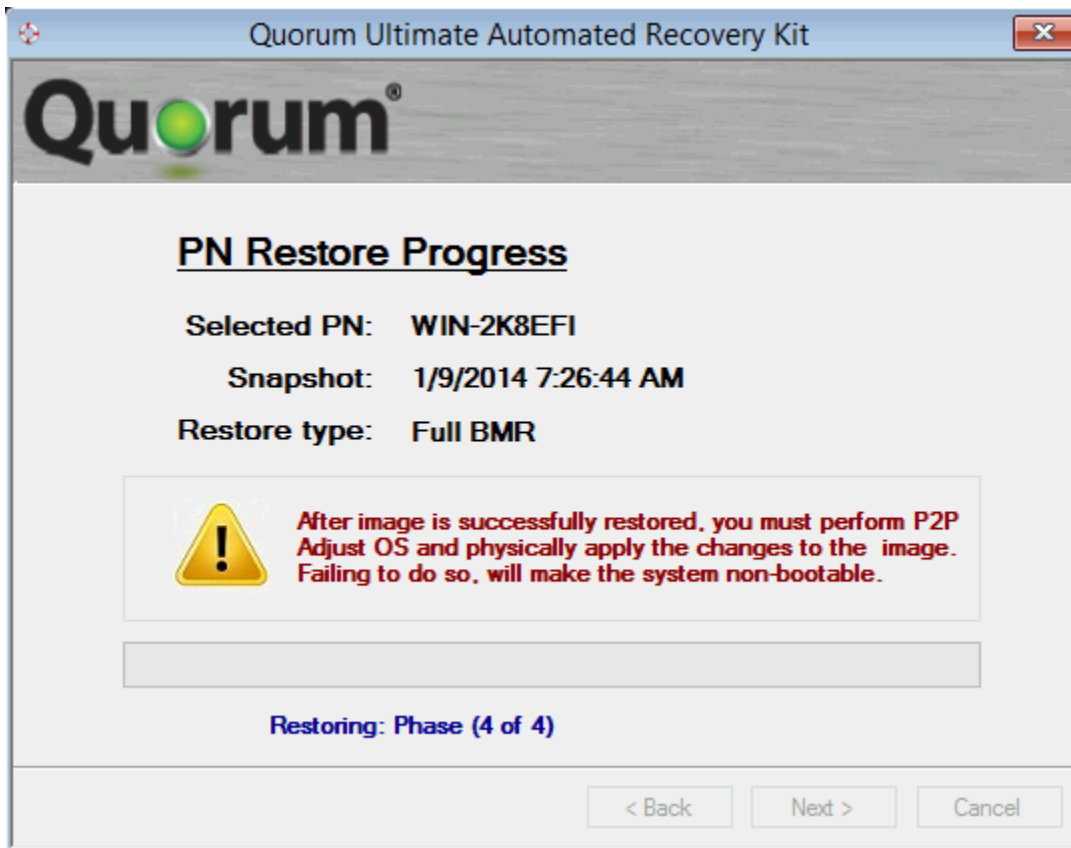 Quorum Ultimate Automated Recovery Kit
Quorum®
PN Restore Progress
Selected PN: WIN-2K8EFI
Snapshot: 1/9/2014 7:26:44 AM
Restore type: Full BMR
After image is successfully restored, you must perform P2P
Adjust OS and physically apply the changes to the  image.
Failing to do so, will make the system non-bootable.
Restoring: Phase (4 of 4)
< Back Next > Cancel